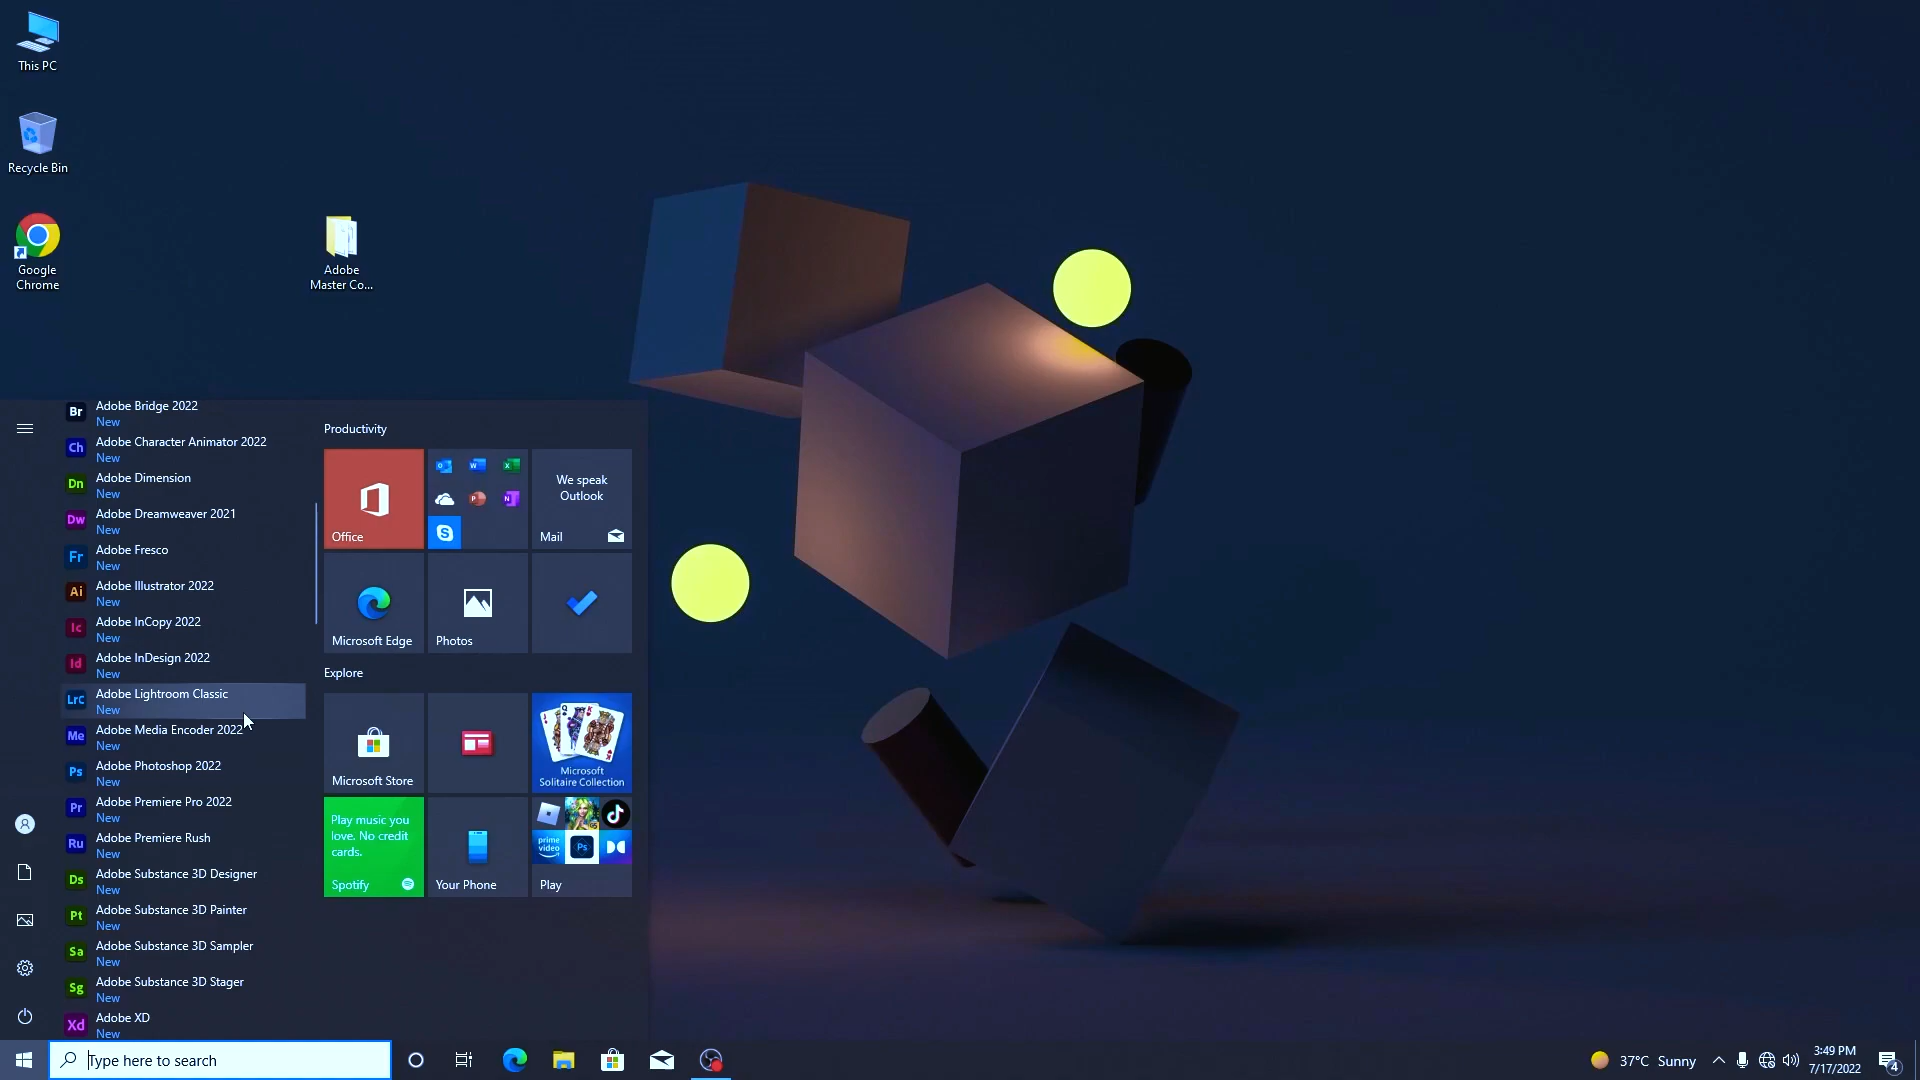 This PC
Recycle Bin
Google
Chrome
Adobe
Master Co...
Br
Adobe Bridge 2022
New
Ch
Adobe Character Animator 2022
New
Dn
Adobe Dimension
New
Dw
Adobe Dreamweaver 2021
New
Fr
Adobe Fresco
New
Ai
Adobe Illustrator 2022
New
Ic
Adobe InCopy 2022
New
Id
Adobe InDesign 2022
New
LrC
Adobe Lightroom Classic
New
Me
Adobe Media Encoder 2022
New
Ps
Adobe Photoshop 2022
New
Pr
Adobe Premiere Pro 2022
New
Ru
Adobe Premiere Rush
New
Ds
Adobe Substance 3D Designer
New
Pt
Adobe Substance 3D Painter
New
Sa
Adobe Substance 3D Sampler
New
Sg
Adobe Substance 3D Stager
New
Xd
Adobe XD
New
Productivity
Office
We speak
Outlook
Mail
Microsoft Edge
Photos
Explore
Microsoft Store
Microsoft
Solitaire Collection
Play music you
love. No credit
cards.
Spotify
Your Phone
prime
video
Ps
Play
Type here to search
37°C Sunny
3:49 PM
7/17/2022
4